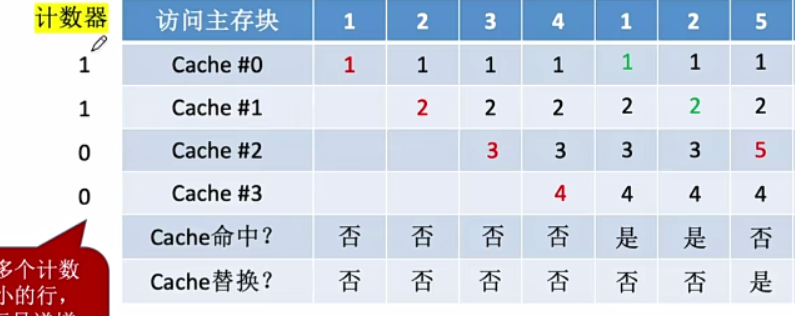 计数器 访问主存块 1 2 3 4 1 2 5
1 Cache #0 1 1 1 1 1 1 1
1 Cache #1 2 2 2 2 2 2
0 Cache #2 3 3 3 3 5
0 Cache #3 4 4 4 4
Cache命中? 否 否 否 否 是 是 否
Cache替换? 否 否 否 否 否 否 是
多个计数
小的行，